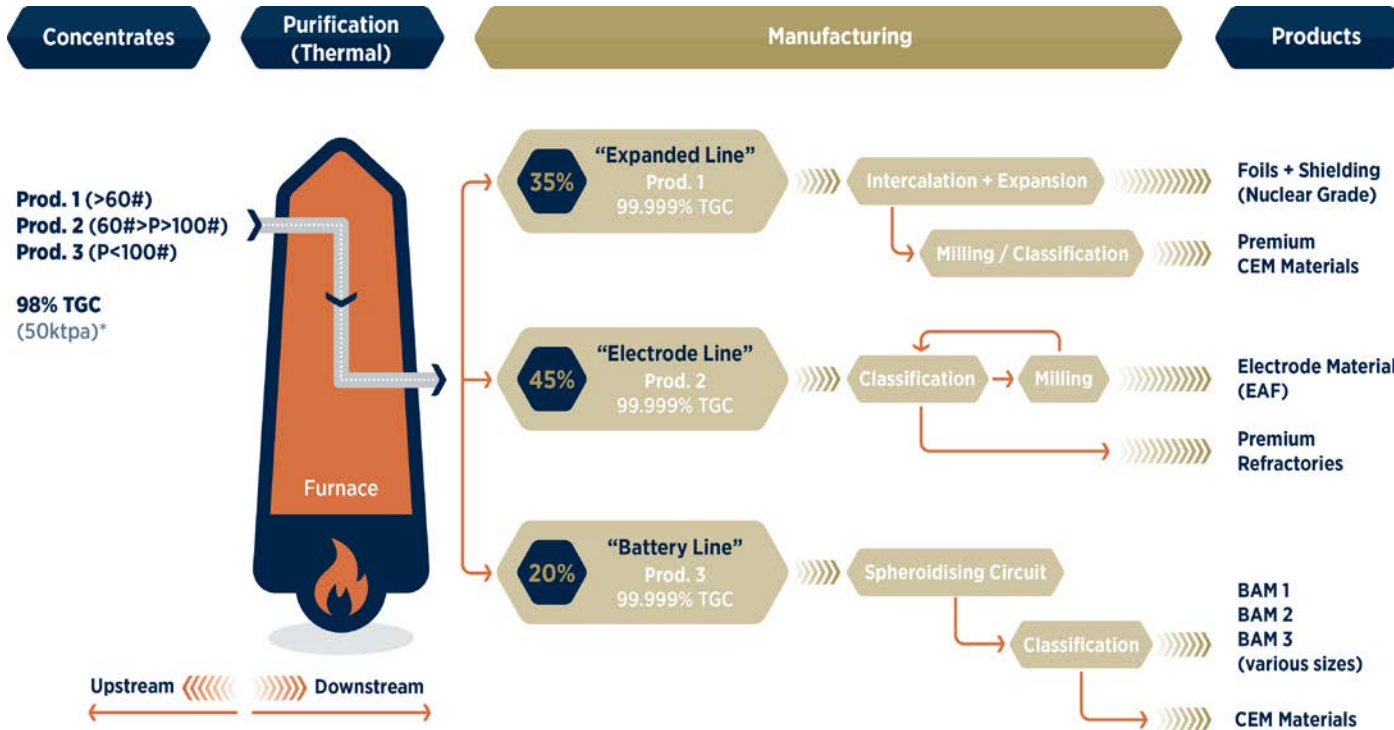 Concentrates
Purification
(Thermal)
Manufacturing
Products
Prod. 1 (>60#)
Prod. 2 (60#>P>100#)
Prod. 3 (P<100#)
98% TGC
(50ktpa)*
Furnace
Upstream
Downstream
35%
“Expanded Line”
Prod. 1
99.999% TGC
Intercalation + Expansion
Milling / Classification
Foils + Shielding
(Nuclear Grade)
Premium
CEM Materials
45%
“Electrode Line”
Prod. 2
99.999% TGC
Classification
Milling
Electrode Material
(EAF)
Premium
Refractories
20%
“Battery Line”
Prod. 3
99.999% TGC
Spheroidising Circuit
Classification
BAM 1
BAM 2
BAM 3
(various sizes)
CEM Materials